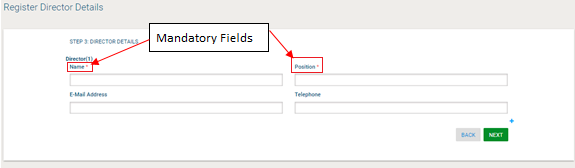 Register Director Details
STEP 3: DIRECTOR DETAILS
Mandatory Fields
Director(1)
Name *
Position *
E-Mail Address
Telephone
+
BACK
NEXT